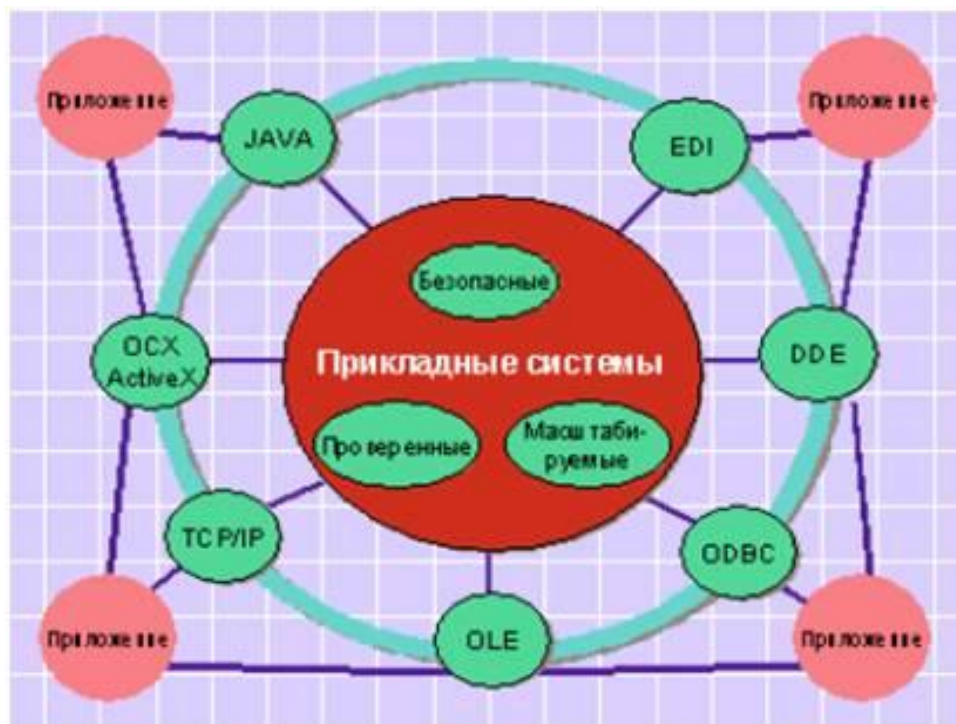 Приложение
Приложение
JAVA
EDI
Безопасные
OCX
ActiveX
Прикладные системы
DDE
Проверенные
Масштаби-
руемые
TCP/IP
ODBC
Приложение
OLE
Приложение